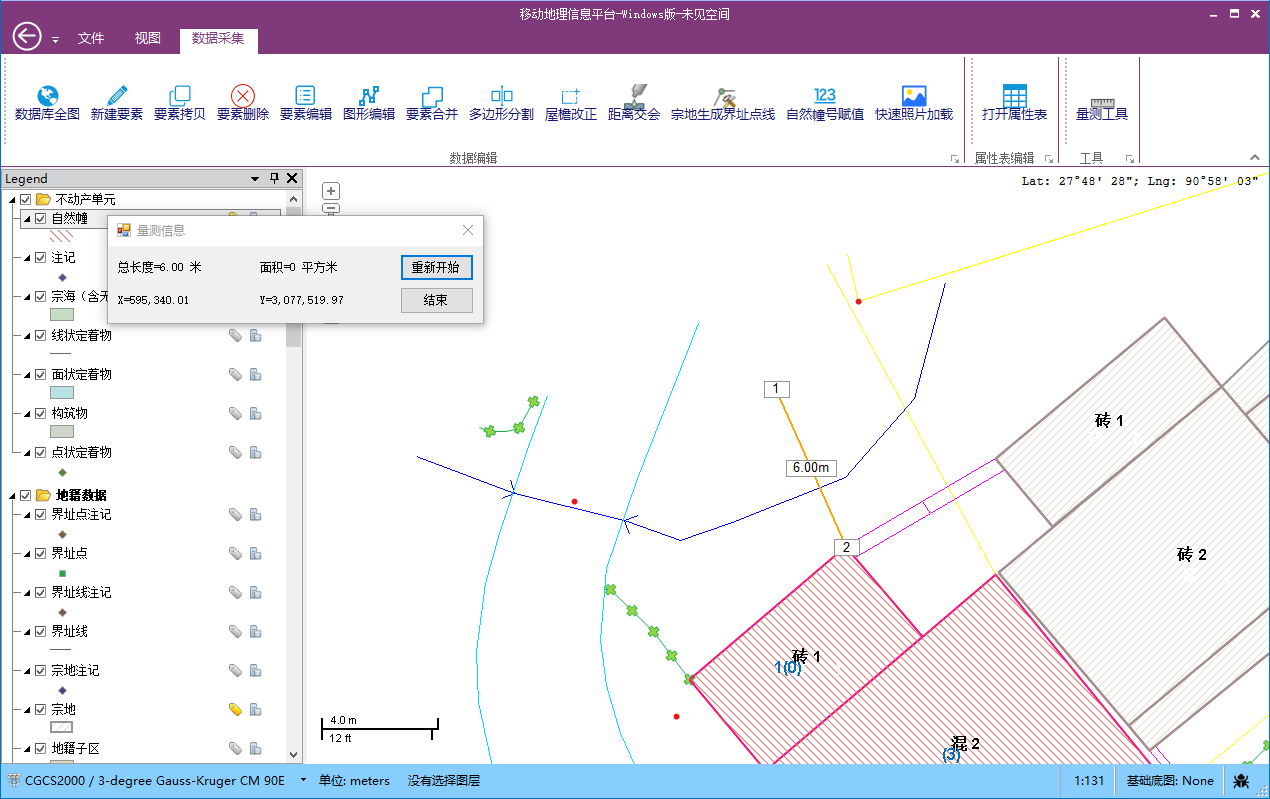 移动地理信息平台-Windows版-未见空间
文件 视图 数据采集
数据库全图 新建要素 要素拷贝 要素删除 要素编辑 图形编辑 要素合并 多边形分割 屋檐改正 距离交会 宗地生成界址点线 123 自然幢号赋值 快速照片加载 打开属性表 量测工具
数据编辑 属性表编辑 工具
Legend
Lat: 27°48' 28"; Lng: 90°58' 03"
不动产单元
自然幢
注记
宗海（含无
线状定着物
面状定着物
构筑物
点状定着物
地籍数据
界址点注记
界址点
界址线注记
界址线
宗地注记
宗地
地籍子区
量测信息
总长度=6.00 米 面积=0 平方米 重新开始
X=595,340.01 Y=3,077,519.97 结束
1
6.00m
2
砖 1
砖 2
砖 1
1(0)
混 2
(3)
4.0 m
12 ft
CGCS2000 / 3-degree Gauss-Kruger CM 90E 单位: meters 没有选择图层 1:131 基础底图: None